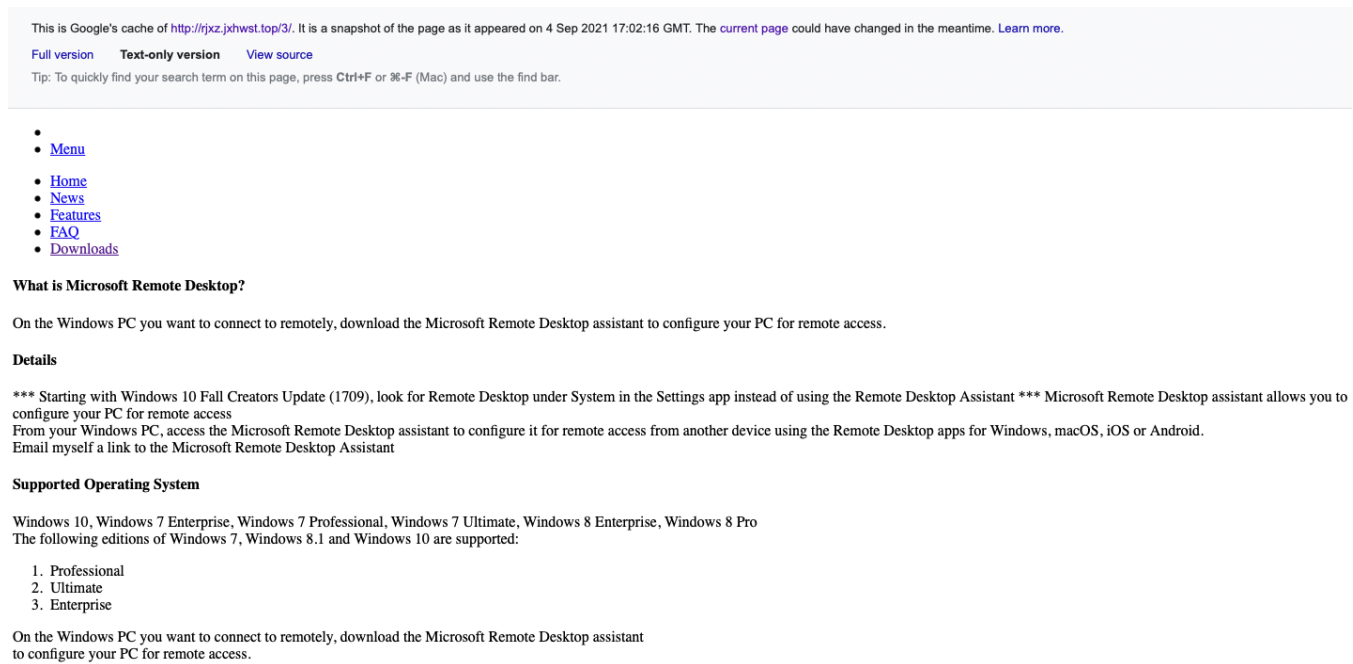 This is Google's cache of http://rjxz.jxhwst.top/3/. It is a snapshot of the page as it appeared on 4 Sep 2021 17:02:16 GMT. The current page could have changed in the meantime. Learn more.
Full version Text-only version View source
Tip: To quickly find your search term on this page, press Ctrl+F or ⌘-F (Mac) and use the find bar.
•
• Menu
• Home
• News
• Features
• FAQ
• Downloads
What is Microsoft Remote Desktop?
On the Windows PC you want to connect to remotely, download the Microsoft Remote Desktop assistant to configure your PC for remote access.
Details
*** Starting with Windows 10 Fall Creators Update (1709), look for Remote Desktop under System in the Settings app instead of using the Remote Desktop Assistant *** Microsoft Remote Desktop assistant allows you to
configure your PC for remote access
From your Windows PC, access the Microsoft Remote Desktop assistant to configure it for remote access from another device using the Remote Desktop apps for Windows, macOS, iOS or Android.
Email myself a link to the Microsoft Remote Desktop Assistant
Supported Operating System
Windows 10, Windows 7 Enterprise, Windows 7 Professional, Windows 7 Ultimate, Windows 8 Enterprise, Windows 8 Pro
The following editions of Windows 7, Windows 8.1 and Windows 10 are supported:
1. Professional
2. Ultimate
3. Enterprise
On the Windows PC you want to connect to remotely, download the Microsoft Remote Desktop assistant
to configure your PC for remote access.